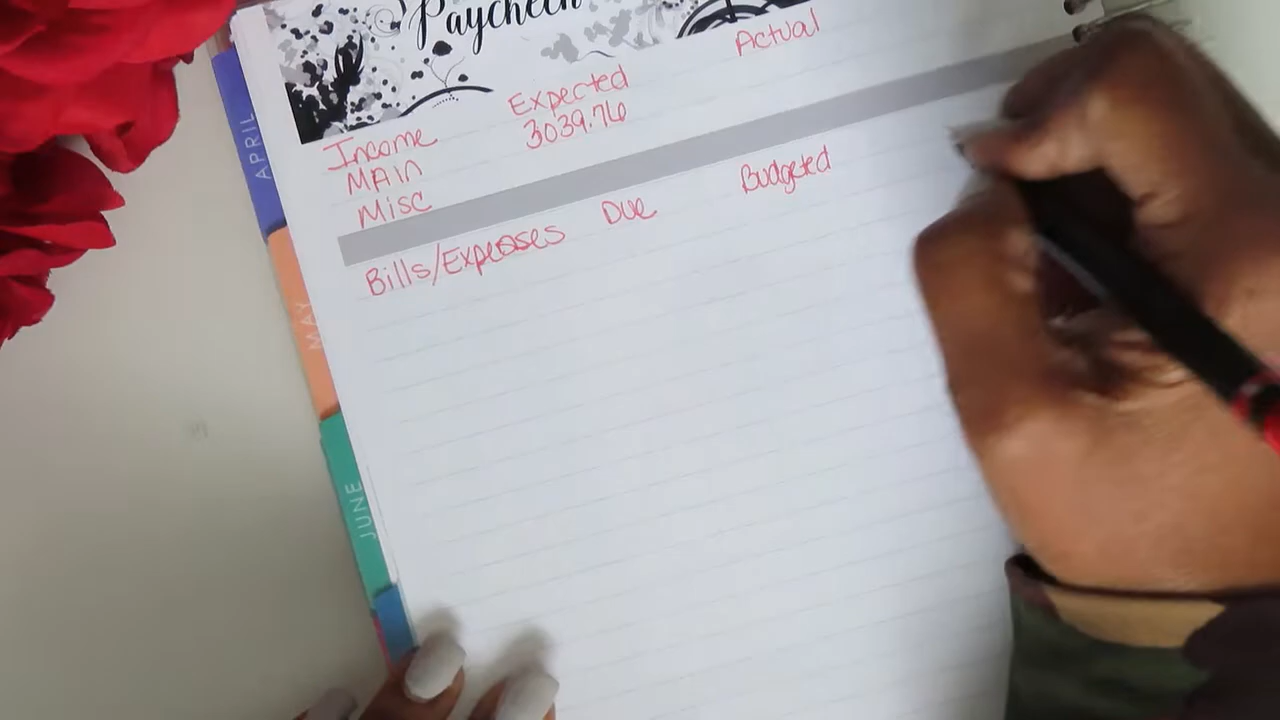 Paycheck
Income Expected Actual
MAIN 3039.76
Misc
Bills/Expenses Due Budgeted
APRIL
MAY
JUNE